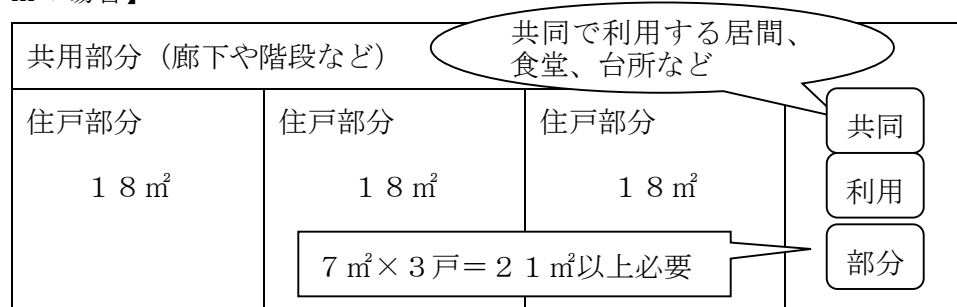 共同で利用する居間、
食堂、台所など
共用部分（廊下や階段など）
住戸部分
住戸部分
住戸部分
１８㎡
１８㎡
１８㎡
共同
利用
部分
７㎡×３戸＝２１㎡以上必要